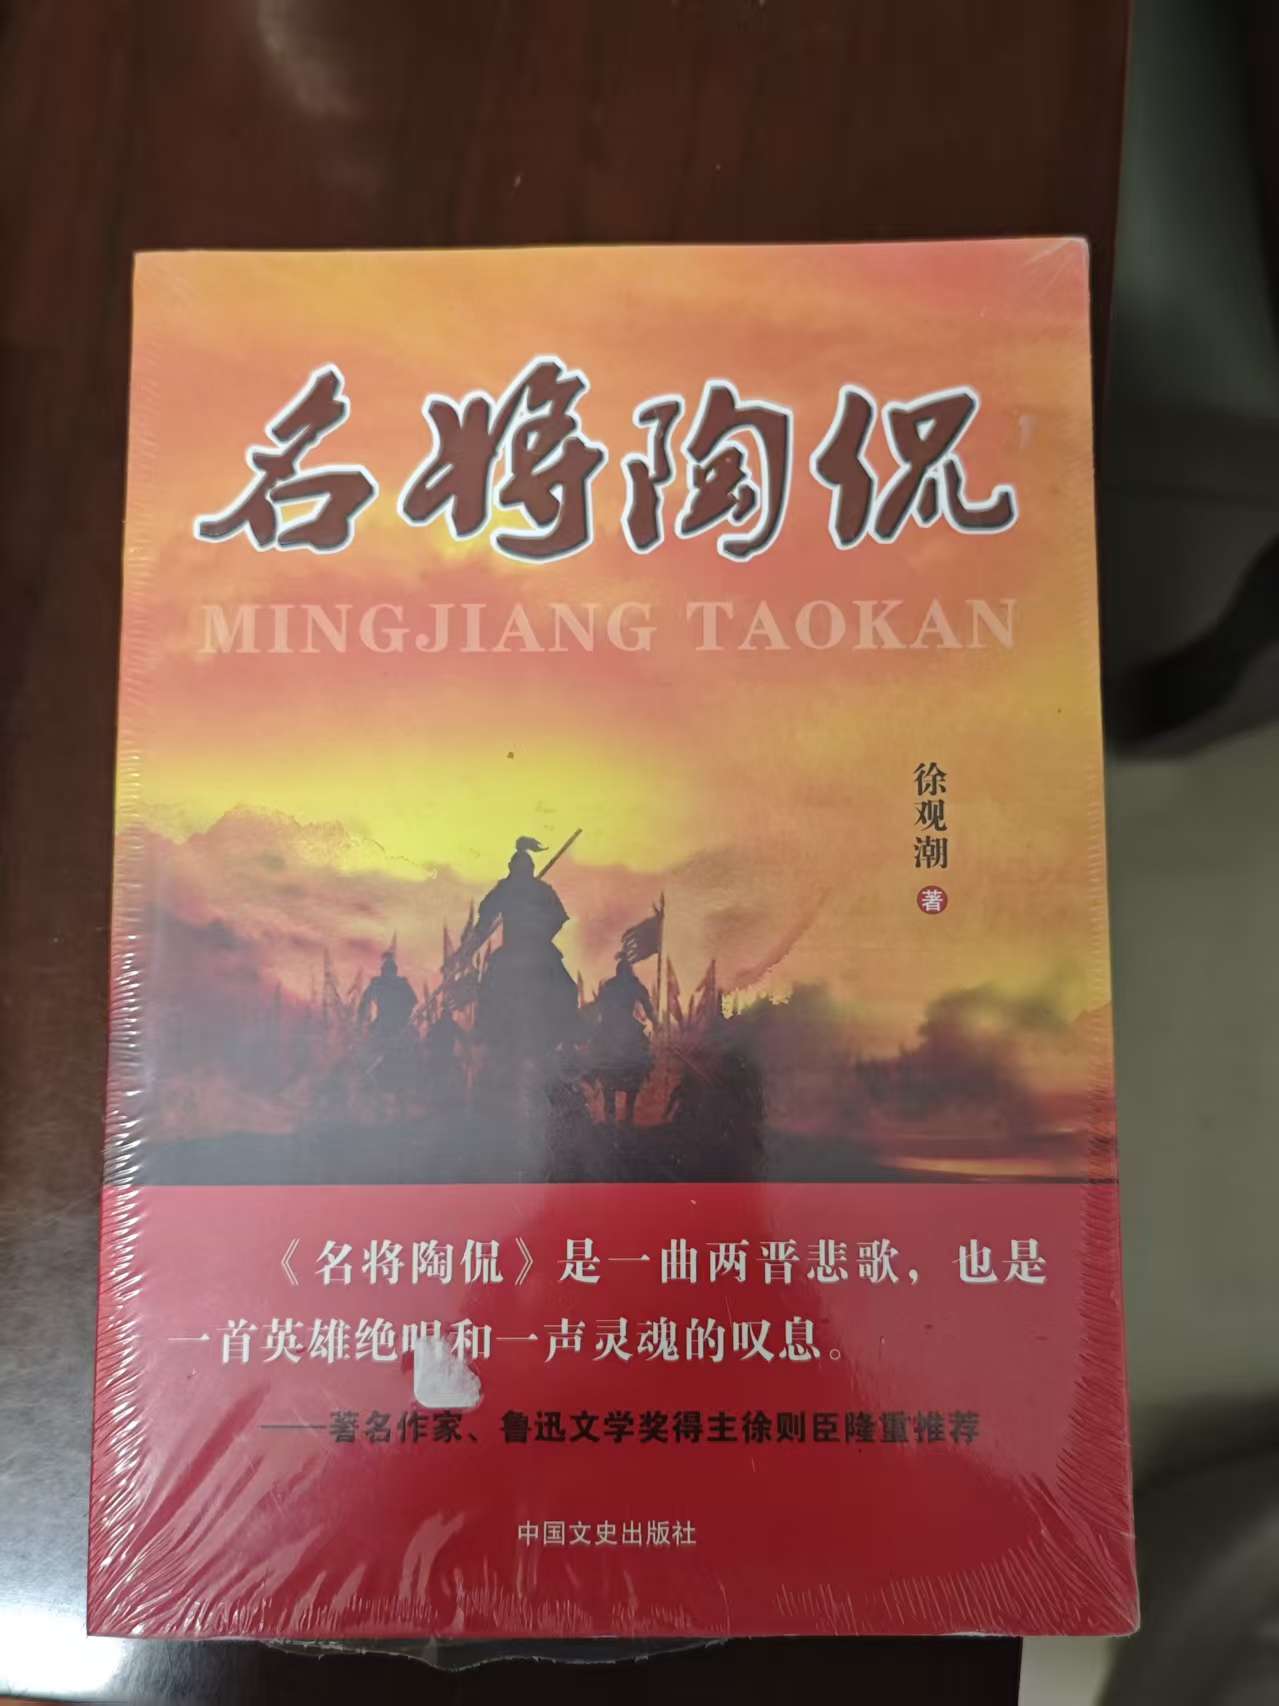 名将陶侃
MINGJIANG TAOKAN
徐观潮 著
《名将陶侃》是一曲两晋悲歌，也是
一首英雄绝唱和一声灵魂的叹息。
——著名作家、鲁迅文学奖得主徐则臣隆重推荐
中国文史出版社